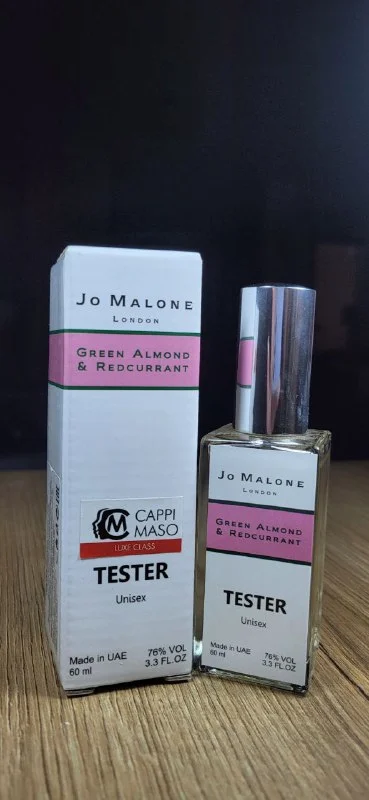 Jo Malone
London
Green Almond
& Redcurrant
CAPPI
MASO
LUXE CLASS
TESTER
Unisex
Made in UAE 76% VOL
60 ml 3.3 FL.OZ
Jo Malone
London
Green Almond
& Redcurrant
TESTER
Unisex
Made in UAE 76% VOL
60 ml 3.3 FL.OZ